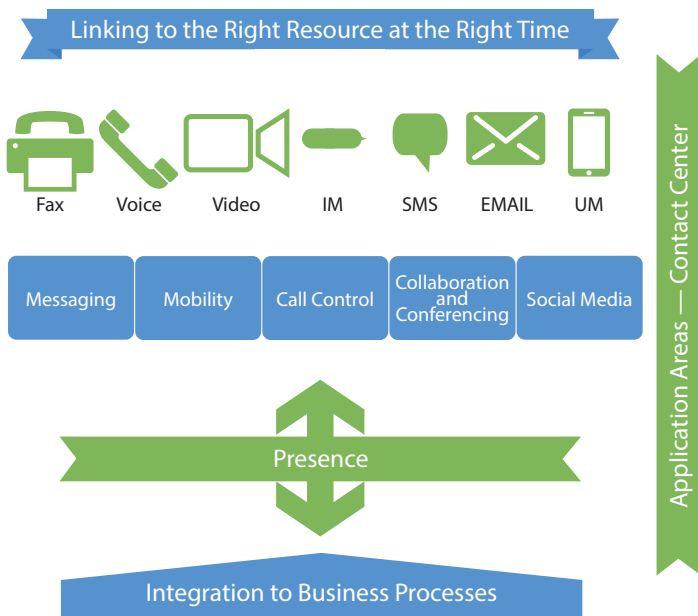 Linking to the Right Resource at the Right Time
Fax
Voice
Video
IM
SMS
EMAIL
UM
Messaging
Mobility
Call Control
Collaboration
and
Conferencing
Social Media
Presence
Integration to Business Processes
Application Areas — Contact Center